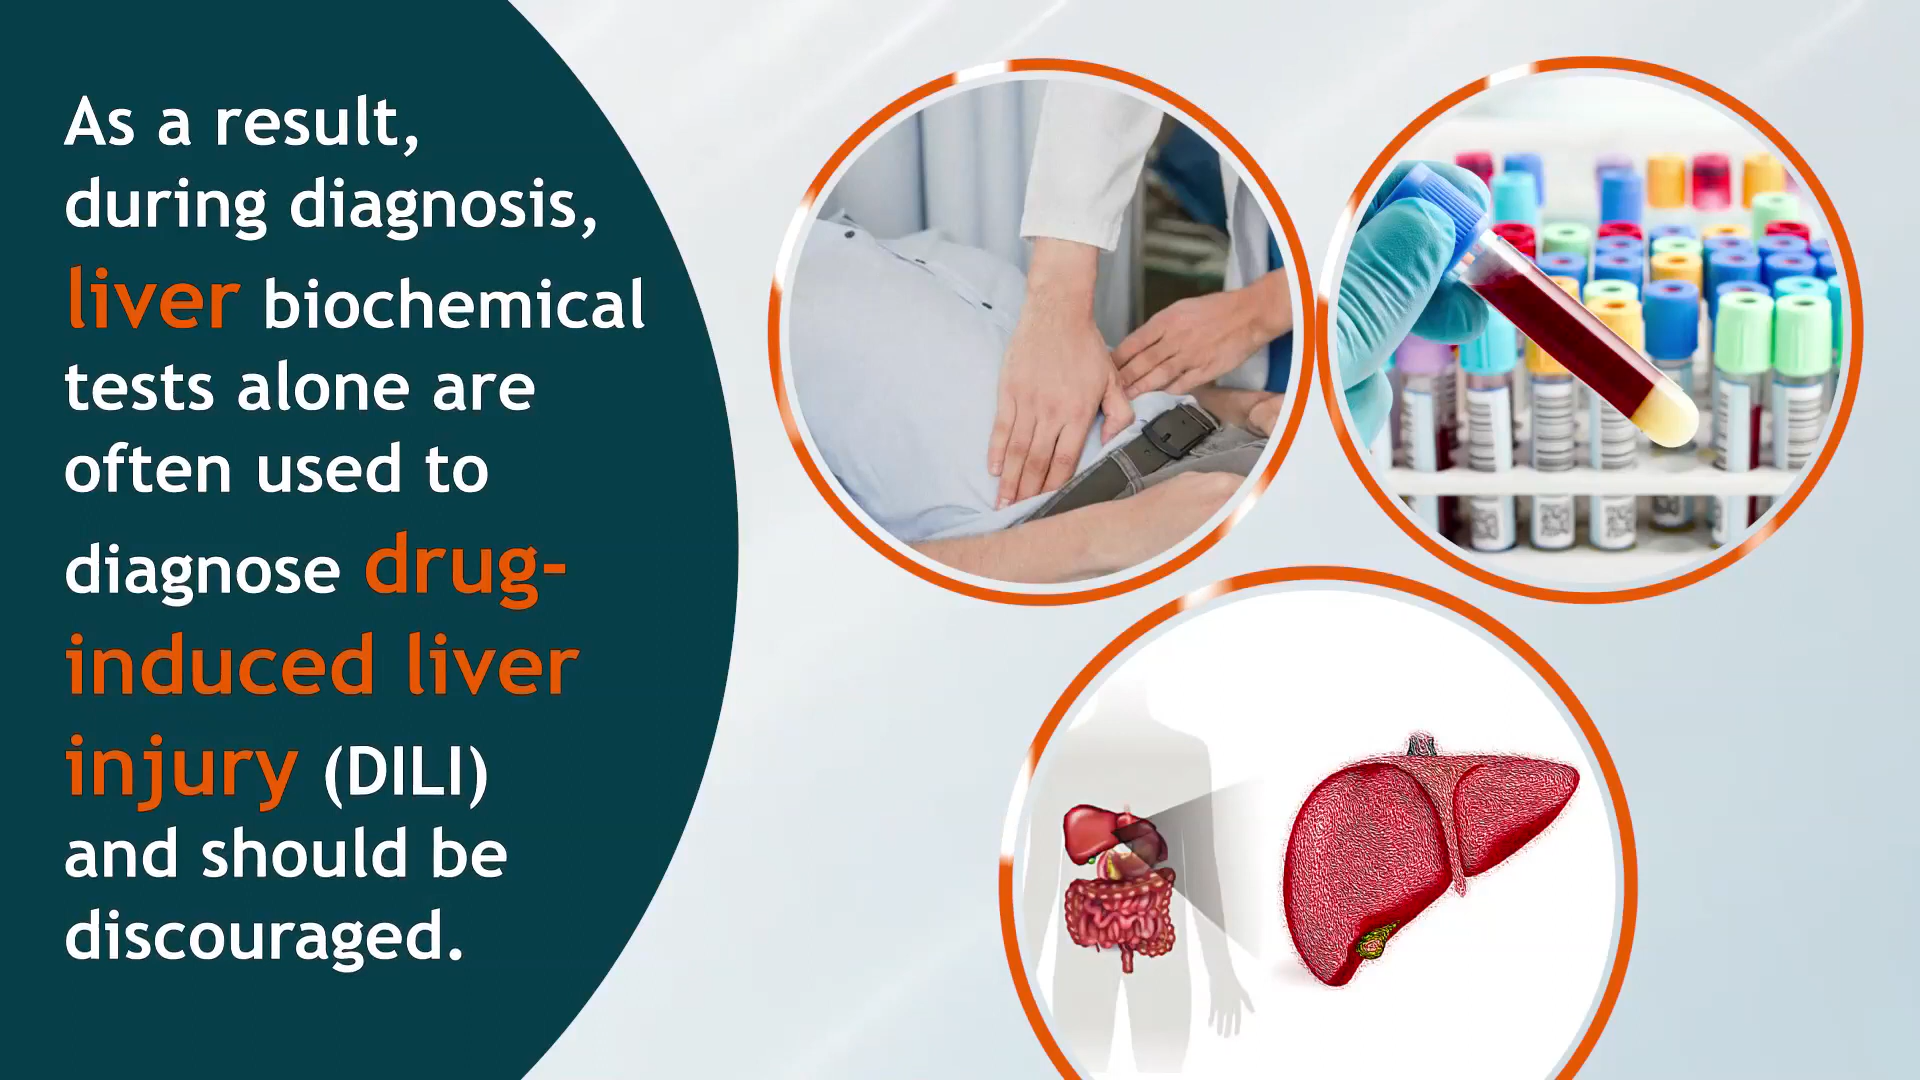 As a result,
during diagnosis,
liver biochemical
tests alone are
often used to
diagnose drug-
induced liver
injury (DILI)
and should be
discouraged.